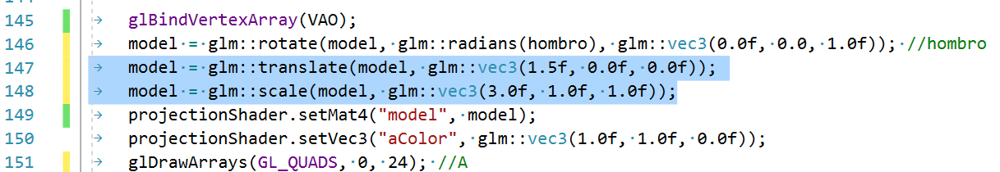 145 glBindVertexArray(VAO);
146 model = glm::rotate(model, glm::radians(hombro), glm::vec3(0.0f, 0.0, 1.0f)); //hombro
147 model = glm::translate(model, glm::vec3(1.5f, 0.0f, 0.0f));
148 model = glm::scale(model, glm::vec3(3.0f, 1.0f, 1.0f));
149 projectionShader.setMat4("model", model);
150 projectionShader.setVec3("aColor", glm::vec3(1.0f, 1.0f, 0.0f));
151 glDrawArrays(GL_QUADS, 0, 24); //A